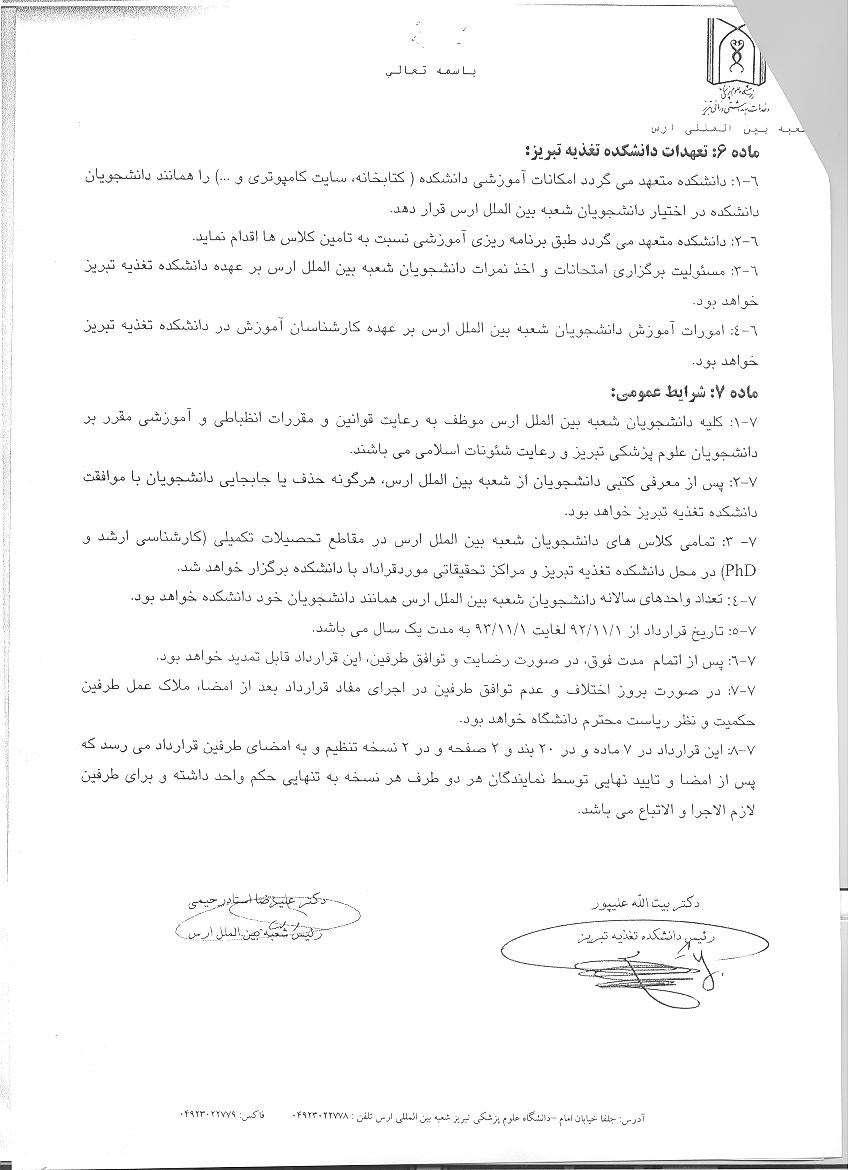 باسمه تعالی
دانشگاه علوم پزشکی
و خدمات بهداشتی درمانی تبریز
شعبه بین المللی ارس
ماده ۶: تعهدات دانشکده تغذیه تبریز:
۶-۱: دانشکده متعهد می گردد امکانات آموزشی دانشکده ( کتابخانه، سایت کامپوتری و ...) را همانند دانشجویان
دانشکده در اختیار دانشجویان شعبه بین الملل ارس قرار دهد.
۶-۲: دانشکده متعهد می گردد طبق برنامه ریزی آموزشی نسبت به تامین کلاس ها اقدام نماید.
۶-۳: مسئولیت برگزاری امتحانات و اخذ نمرات دانشجویان شعبه بین الملل ارس بر عهده دانشکده تغذیه تبریز
خواهد بود.
۶-۴: امورات آموزش دانشجویان شعبه بین الملل ارس بر عهده کارشناسان آموزش در دانشکده تغذیه تبریز
خواهد بود.
ماده ۷: شرایط عمومی:
۷-۱: کلیه دانشجویان شعبه بین الملل ارس موظف به رعایت قوانین و مقررات انظباطی و آموزشی مقرر بر
دانشجویان علوم پزشکی تبریز و رعایت شئونات اسلامی می باشند.
۷-۲: پس از معرفی کتبی دانشجویان از شعبه بین الملل ارس، هرگونه حذف یا جابجایی دانشجویان با موافقت
دانشکده تغذیه تبریز خواهد بود.
۷- ۳: تمامی کلاس های دانشجویان شعبه بین الملل ارس در مقاطع تحصیلات تکمیلی (کارشناسی ارشد و
PhD) در محل دانشکده تغذیه تبریز و مراکز تحقیقاتی موردقراداد با دانشکده برگزار خواهد شد.
۷-۴: تعداد واحدهای سالانه دانشجویان شعبه بین الملل ارس همانند دانشجویان خود دانشکده خواهد بود.
۷-۵: تاریخ قرارداد از ۹۲/۱۱/۱ لغایت ۹۳/۱۱/۱ به مدت یک سال می باشد.
۷-۶: پس از اتمام مدت فوق، در صورت رضایت و توافق طرفین، این قرارداد قابل تمدید خواهد بود.
۷-۷: در صورت بروز اختلاف و عدم توافق طرفین در اجرای مفاد قرارداد بعد از امضا، ملاک عمل طرفین
حکمیت و نظر ریاست محترم دانشگاه خواهد بود.
۷-۸: این قرارداد در ۷ ماده و در ۲۰ بند و ۲ صفحه و در ۲ نسخه تنظیم و به امضای طرفین قرارداد می رسد که
پس از امضا و تایید نهایی توسط نمایندگان هر دو طرف هر نسخه به تنهایی حکم واحد داشته و برای طرفین
لازم الاجرا و الاتباع می باشد.
دکتر بیت الله علیپور
رئیس دانشکده تغذیه تبریز
دکتر علیرضا استادرحیمی
رئیس شعبه بین الملل ارس
آدرس: جلفا خیابان امام –دانشگاه علوم پزشکی تبریز شعبه بین المللی ارس تلفن : ۰۴۹۲۳۰۲۲۷۷۸ فاکس: ۰۴۹۲۳۰۲۲۷۷۹